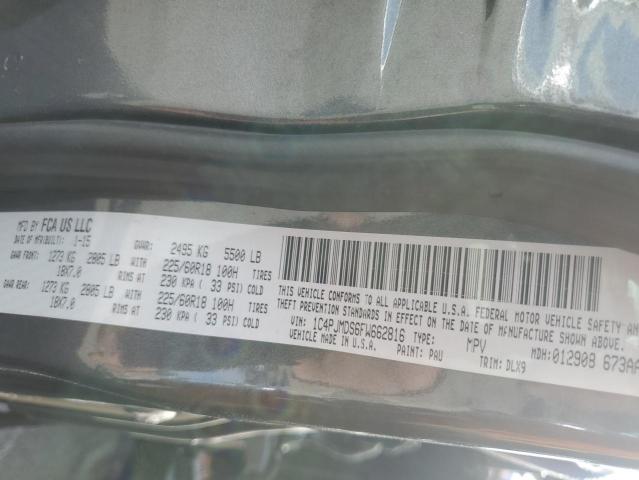 MFD BY FCA US LLC
DATE OF MFR(BUILT): 1-15 GVWR: 2495 KG 5500 LB
GAWR FRONT: 1273 KG 2805 LB WITH 225/60R18 100H TIRES
18X7.0 RIMS AT 230 KPA ( 33 PSI) COLD
GAWR REAR: 1273 KG 2805 LB WITH 225/60R18 100H TIRES
18X7.0 RIMS AT 230 KPA ( 33 PSI) COLD
THIS VEHICLE CONFORMS TO ALL APPLICABLE U.S.A. FEDERAL MOTOR VEHICLE SAFETY AN
THEFT PREVENTION STANDARDS IN EFFECT ON THE DATE OF M'FNUFACTURE SHOWN ABOVE.
VIN: 1C4PJMDS6FW662816 TYPE: MPV MDH: 012908 673AA
VEHICLE MADE IN U.S.A. PAINT: PAU TRIM: DLX9